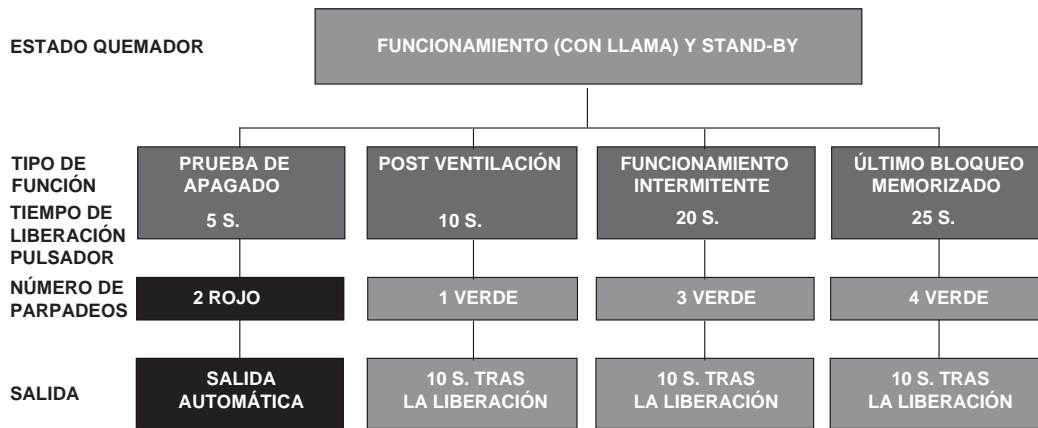 ESTADO QUEMADOR
FUNCIONAMIENTO (CON LLAMA) Y STAND-BY
TIPO DE
FUNCIÓN
PRUEBA DE
APAGADO
POST VENTILACIÓN
FUNCIONAMIENTO
INTERMITENTE
ÚLTIMO BLOQUEO
MEMORIZADO
TIEMPO DE
LIBERACIÓN
PULSADOR
5 S.
10 S.
20 S.
25 S.
NÚMERO DE
PARPADEOS
2 ROJO
1 VERDE
3 VERDE
4 VERDE
SALIDA
SALIDA
AUTOMÁTICA
10 S. TRAS
LA LIBERACIÓN
10 S. TRAS
LA LIBERACIÓN
10 S. TRAS
LA LIBERACIÓN